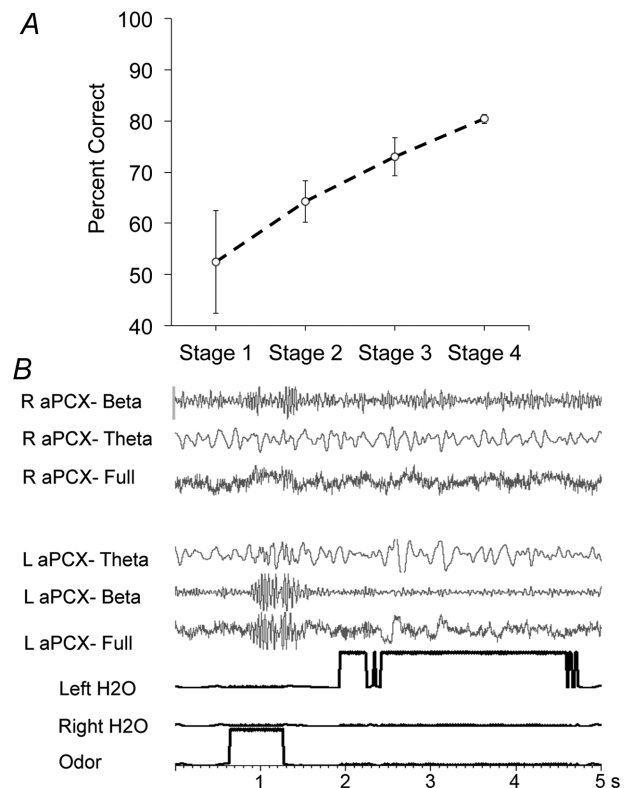 A
100
90
80
70
60
50
40
Percent Correct
Stage 1 Stage 2 Stage 3 Stage 4
B
R aPCX- Beta
R aPCX- Theta
R aPCX- Full
L aPCX- Theta
L aPCX- Beta
L aPCX- Full
Left H2O
Right H2O
Odor
1 2 3 4 5 s